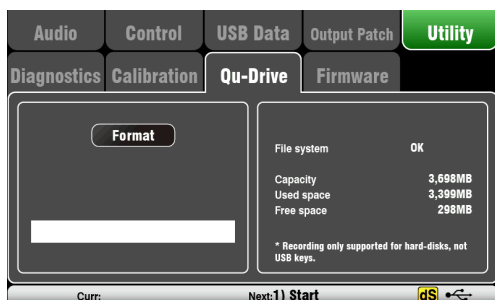 Audio Control USB Data Output Patch Utility
Diagnostics Calibration Qu-Drive Firmware
Format
File system OK
Capacity 3,698MB
Used space 3,399MB
Free space 298MB
* Recording only supported for hard-disks, not
USB keys.
Curr: Next:1) Start dS